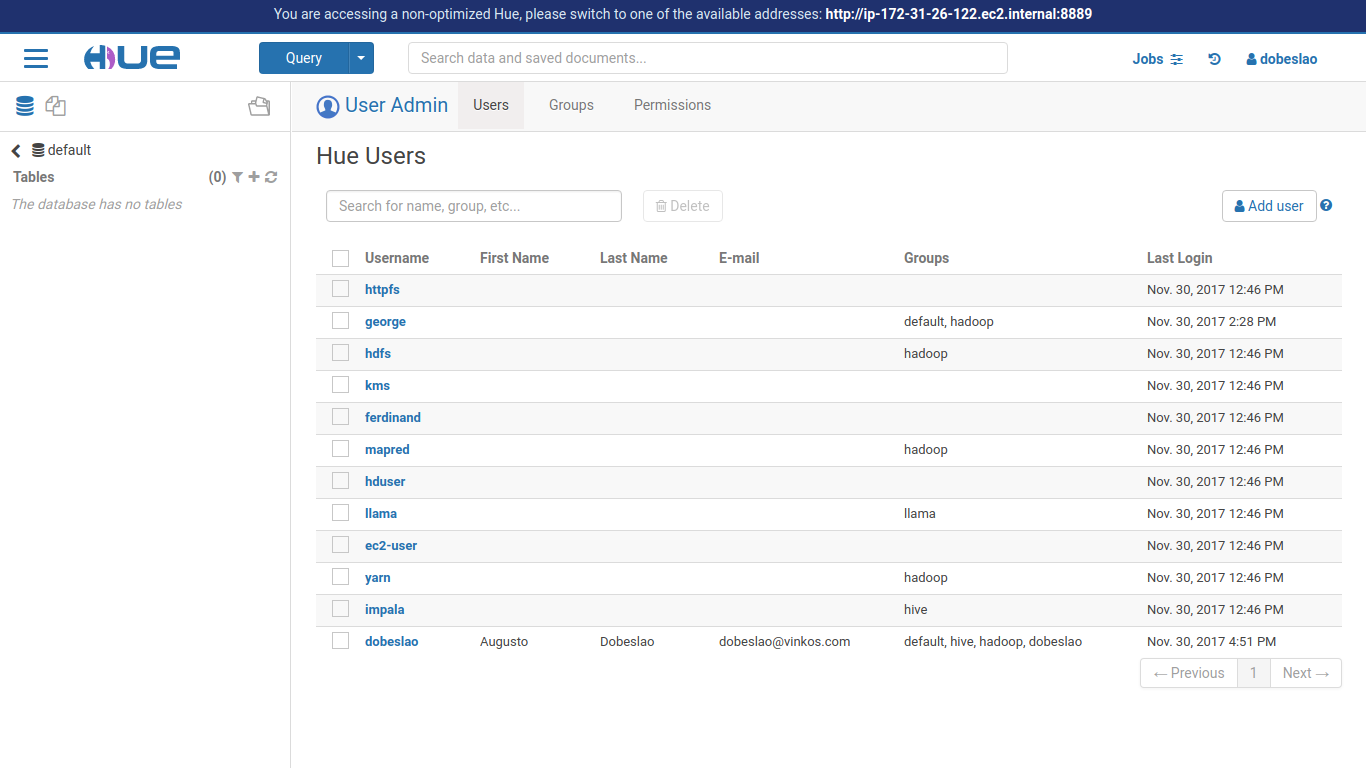 You are accessing a non-optimized Hue, please switch to one of the available addresses: http://ip-172-31-26-122.ec2.internal:8889
HUE Query Search data and saved documents... Jobs dobeslao
User Admin Users Groups Permissions
default
Tables (0)
The database has no tables
Hue Users
Search for name, group, etc... Delete Add user ?
Username First Name Last Name E-mail Groups Last Login
httpfs Nov. 30, 2017 12:46 PM
george default, hadoop Nov. 30, 2017 2:28 PM
hdfs hadoop Nov. 30, 2017 12:46 PM
kms Nov. 30, 2017 12:46 PM
ferdinand Nov. 30, 2017 12:46 PM
mapred hadoop Nov. 30, 2017 12:46 PM
hduser Nov. 30, 2017 12:46 PM
llama llama Nov. 30, 2017 12:46 PM
ec2-user Nov. 30, 2017 12:46 PM
yarn hadoop Nov. 30, 2017 12:46 PM
impala hive Nov. 30, 2017 12:46 PM
dobeslao Augusto Dobeslao dobeslao@vinkos.com default, hive, hadoop, dobeslao Nov. 30, 2017 4:51 PM
← Previous 1 Next →